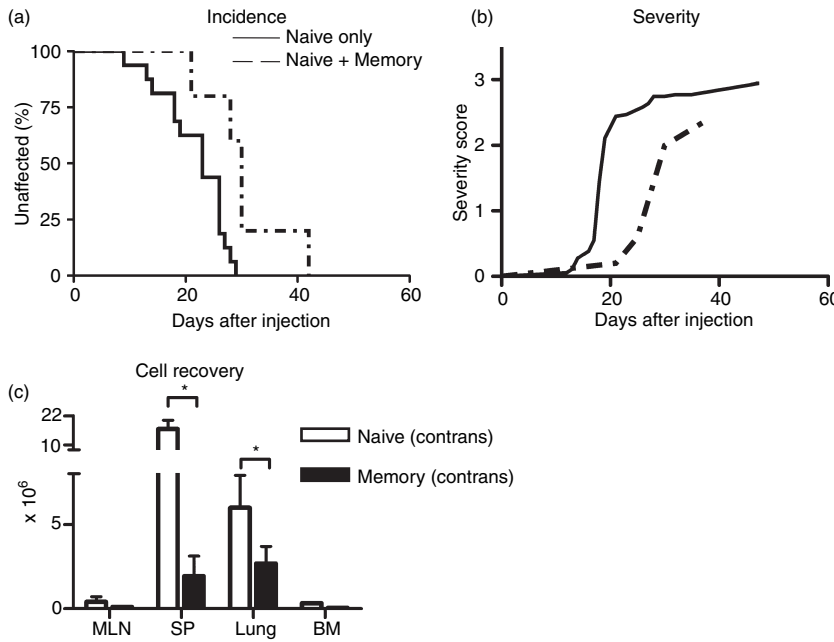 (a)
Incidence
Naive only
Naive + Memory
100
75
50
25
0
Unaffected (%)
0 20 40 60
Days after injection
(b)
Severity
3
2
1
0
Severity score
0 20 40 60
Days after injection
(c)
Cell recovery
*
*
22
10
5
0
x 10⁶
MLN SP Lung BM
Naive (contrans)
Memory (contrans)